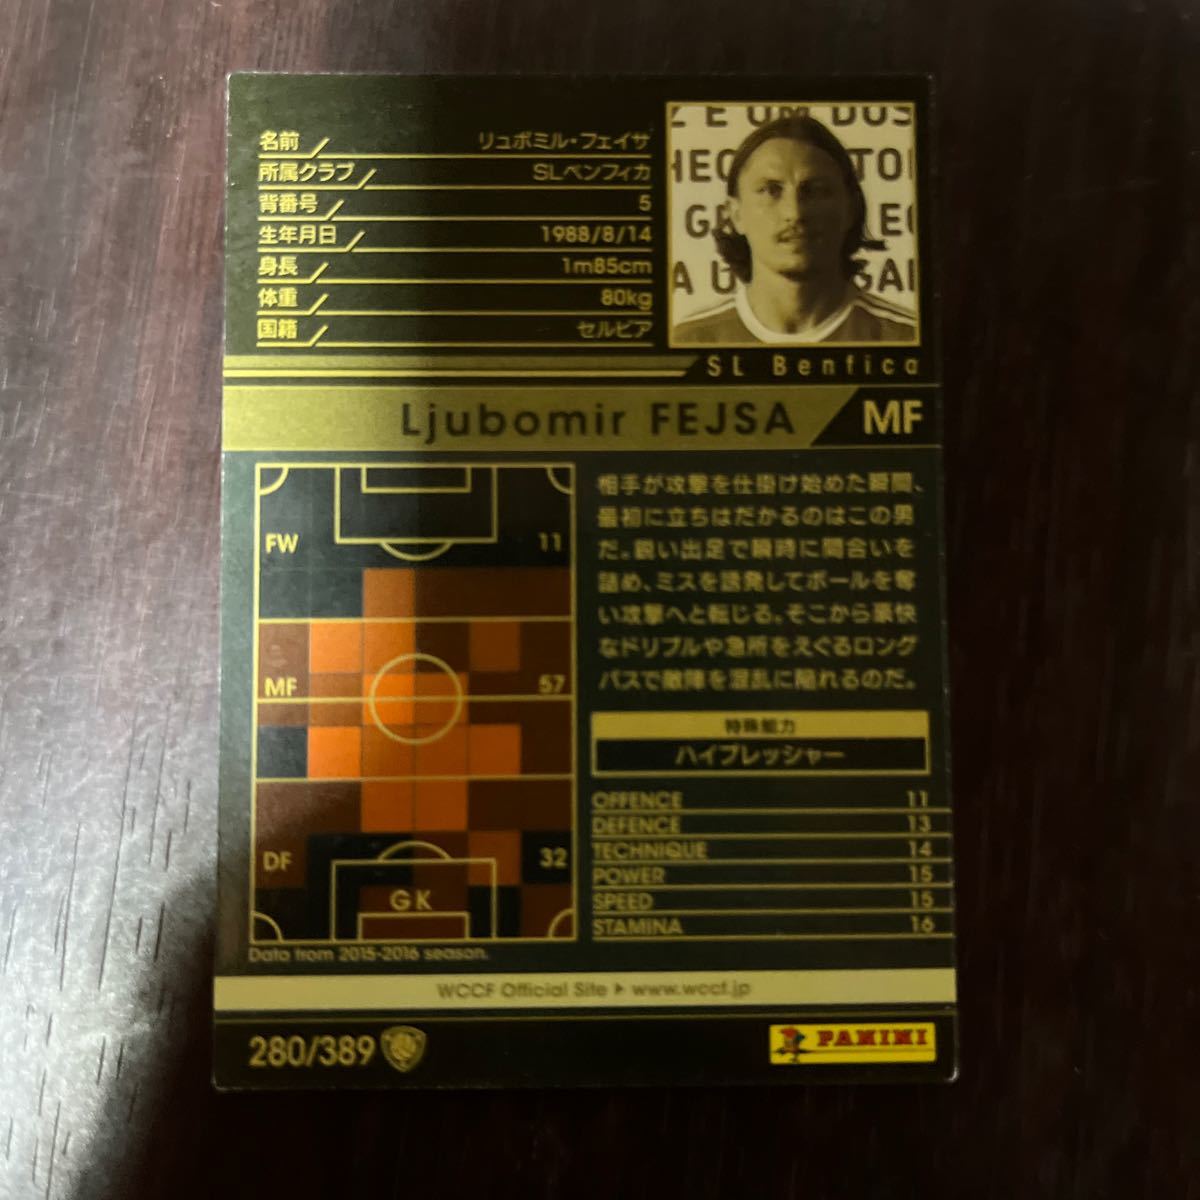 名前 リュボミル・フェイサ
所属クラブ SLベンフィカ
背番号 5
生年月日 1988/8/14
身長 1m85cm
体重 80kg
国籍 セルビア
SL Benfica
Ljubomir FEJSA MF
FW 11
MF 57
DF 32
GK
Data from 2015-2016 season.
相手が攻撃を仕掛け始めた瞬間、
最初に立ちはだかるのはこの男
だ。鋭い出足で瞬時に間合いを
詰め、ミスを誘発してボールを奪
い攻撃へと転じる。そこから豪快
なドリブルや急所をえぐるロング
パスで敵陣を混乱に陥れるのだ。
特殊能力
ハイプレッシャー
OFFENCE 11
DEFENCE 13
TECHNIQUE 14
POWER 15
SPEED 15
STAMINA 16
WCCF Official Site ▶ www.wccf.jp
280/389
PANINI